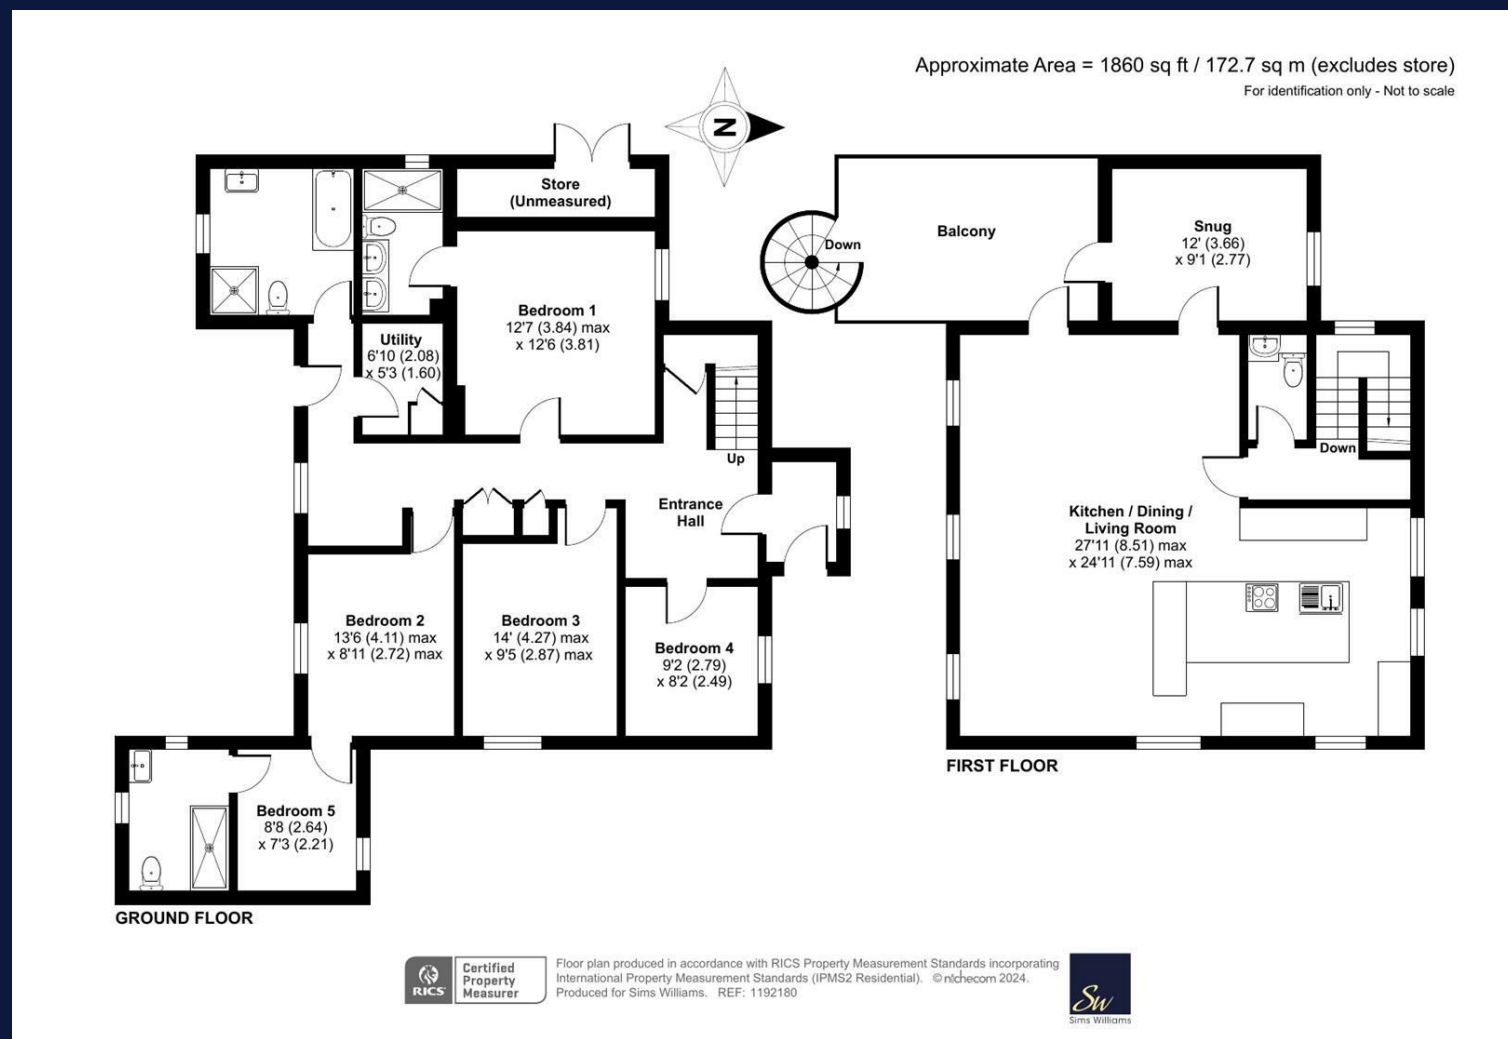 Approximate Area = 1860 sq ft / 172.7 sq m (excludes store)
For identification only - Not to scale
N
Store
(Unmeasured)
Bedroom 1
12'7 (3.84) max
x 12'6 (3.81)
Utility
6'10 (2.08)
x 5'3 (1.60)
Up
Entrance
Hall
Bedroom 2
13'6 (4.11) max
x 8'11 (2.72) max
Bedroom 3
14' (4.27) max
x 9'5 (2.87) max
Bedroom 4
9'2 (2.79)
x 8'2 (2.49)
Bedroom 5
8'8 (2.64)
x 7'3 (2.21)
GROUND FLOOR
Down
Balcony
Snug
12' (3.66)
x 9'1 (2.77)
Down
Kitchen / Dining /
Living Room
27'11 (8.51) max
x 24'11 (7.59) max
FIRST FLOOR
RICS
Certified
Property
Measurer
Floor plan produced in accordance with RICS Property Measurement Standards incorporating
International Property Measurement Standards (IPMS2 Residential). © nichecom 2024.
Produced for Sims Williams. REF: 1192180
Sw
Sims Williams